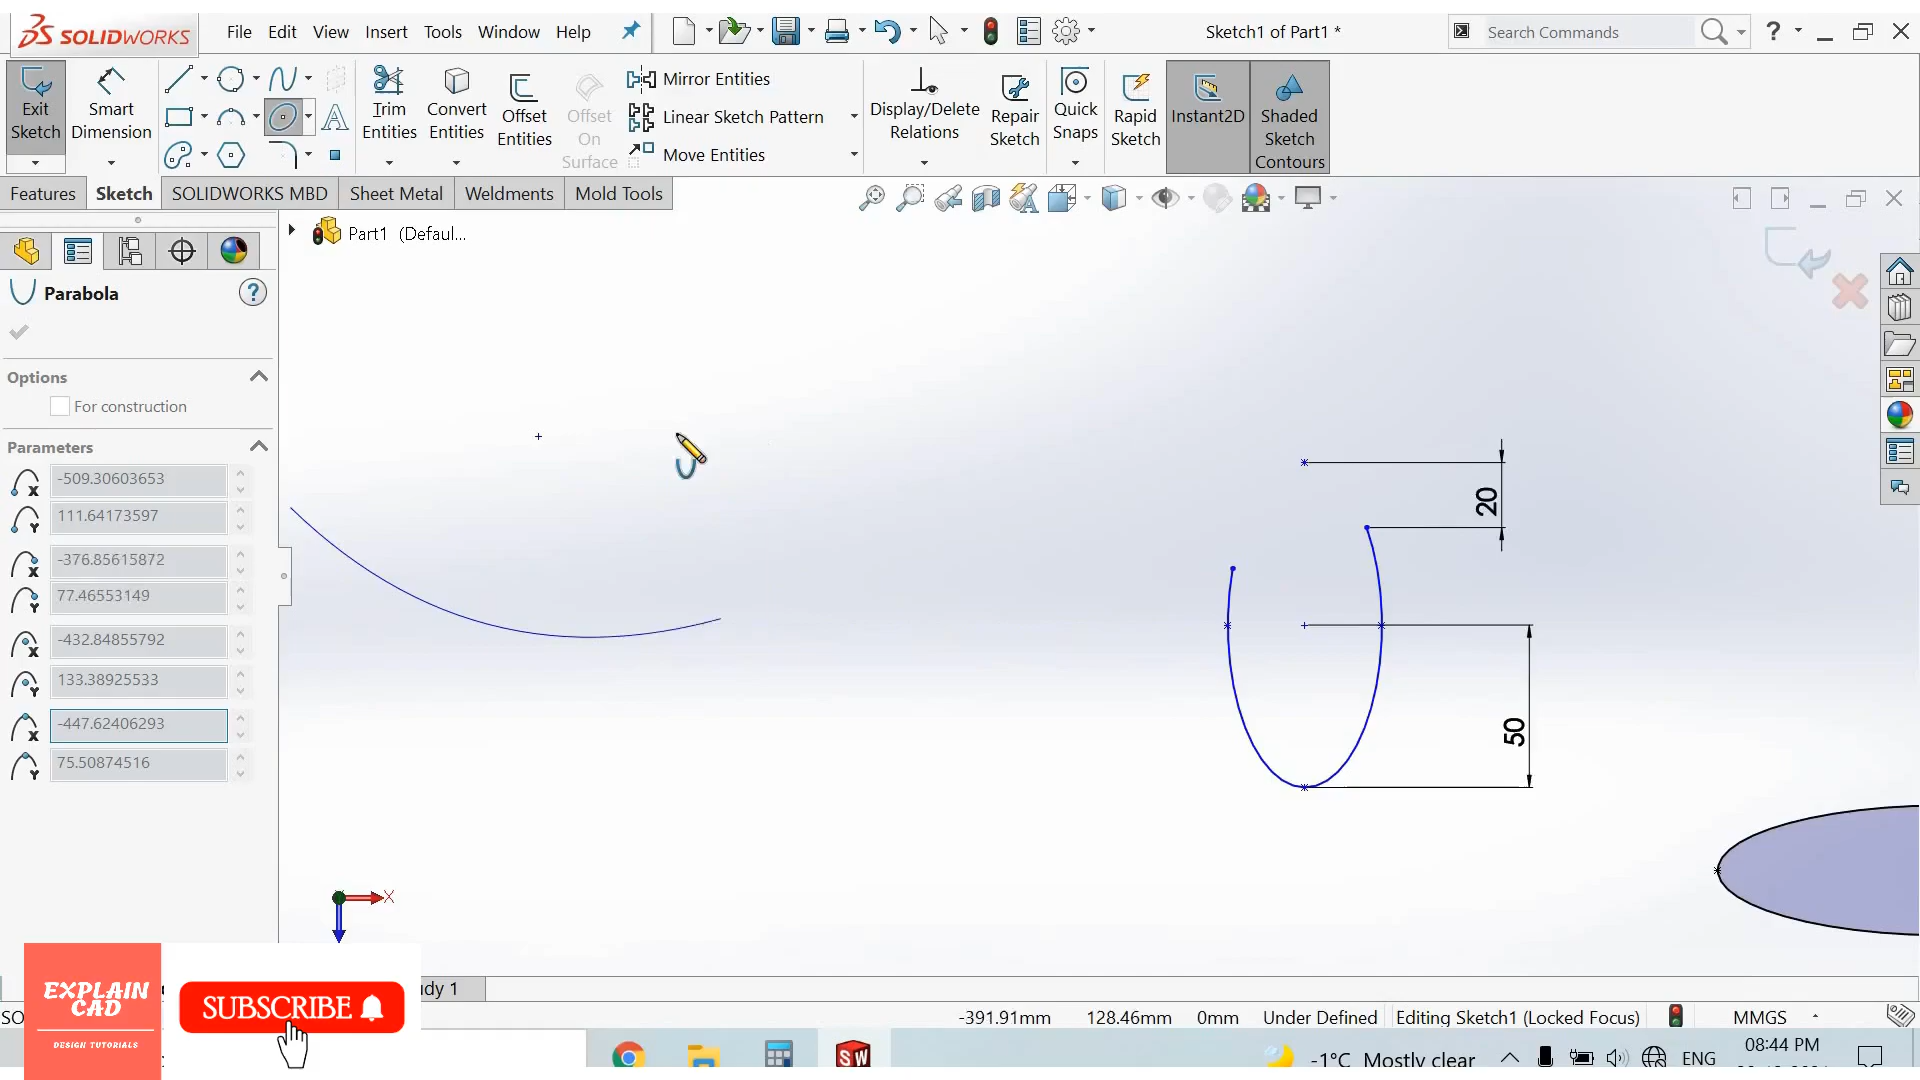 SOLIDWORKS
File Edit View Insert Tools Window Help
Sketch1 of Part1 *
Search Commands
?
Exit Sketch
Smart Dimension
Trim Entities
Convert Entities
Offset Entities
Offset On Surface
Mirror Entities
Linear Sketch Pattern
Move Entities
Display/Delete Relations
Repair Sketch
Quick Snaps
Rapid Sketch
Instant2D
Shaded Sketch Contours
Features Sketch SOLIDWORKS MBD Sheet Metal Weldments Mold Tools
Part1 (Defaul...
Parabola
?
Options
For construction
Parameters
X -509.30603653
Y 111.64173597
X -376.85615872
Y 77.46553149
X -432.84855792
Y 133.38925533
X -447.62406293
Y 75.50874516
20
50
X
EXPLAIN
CAD
DESIGN TUTORIALS
SUBSCRIBE
dy 1
SO
-391.91mm 128.46mm 0mm Under Defined Editing Sketch1 (Locked Focus) MMGS
SW
-1°C Mostly clear
ENG
08:44 PM